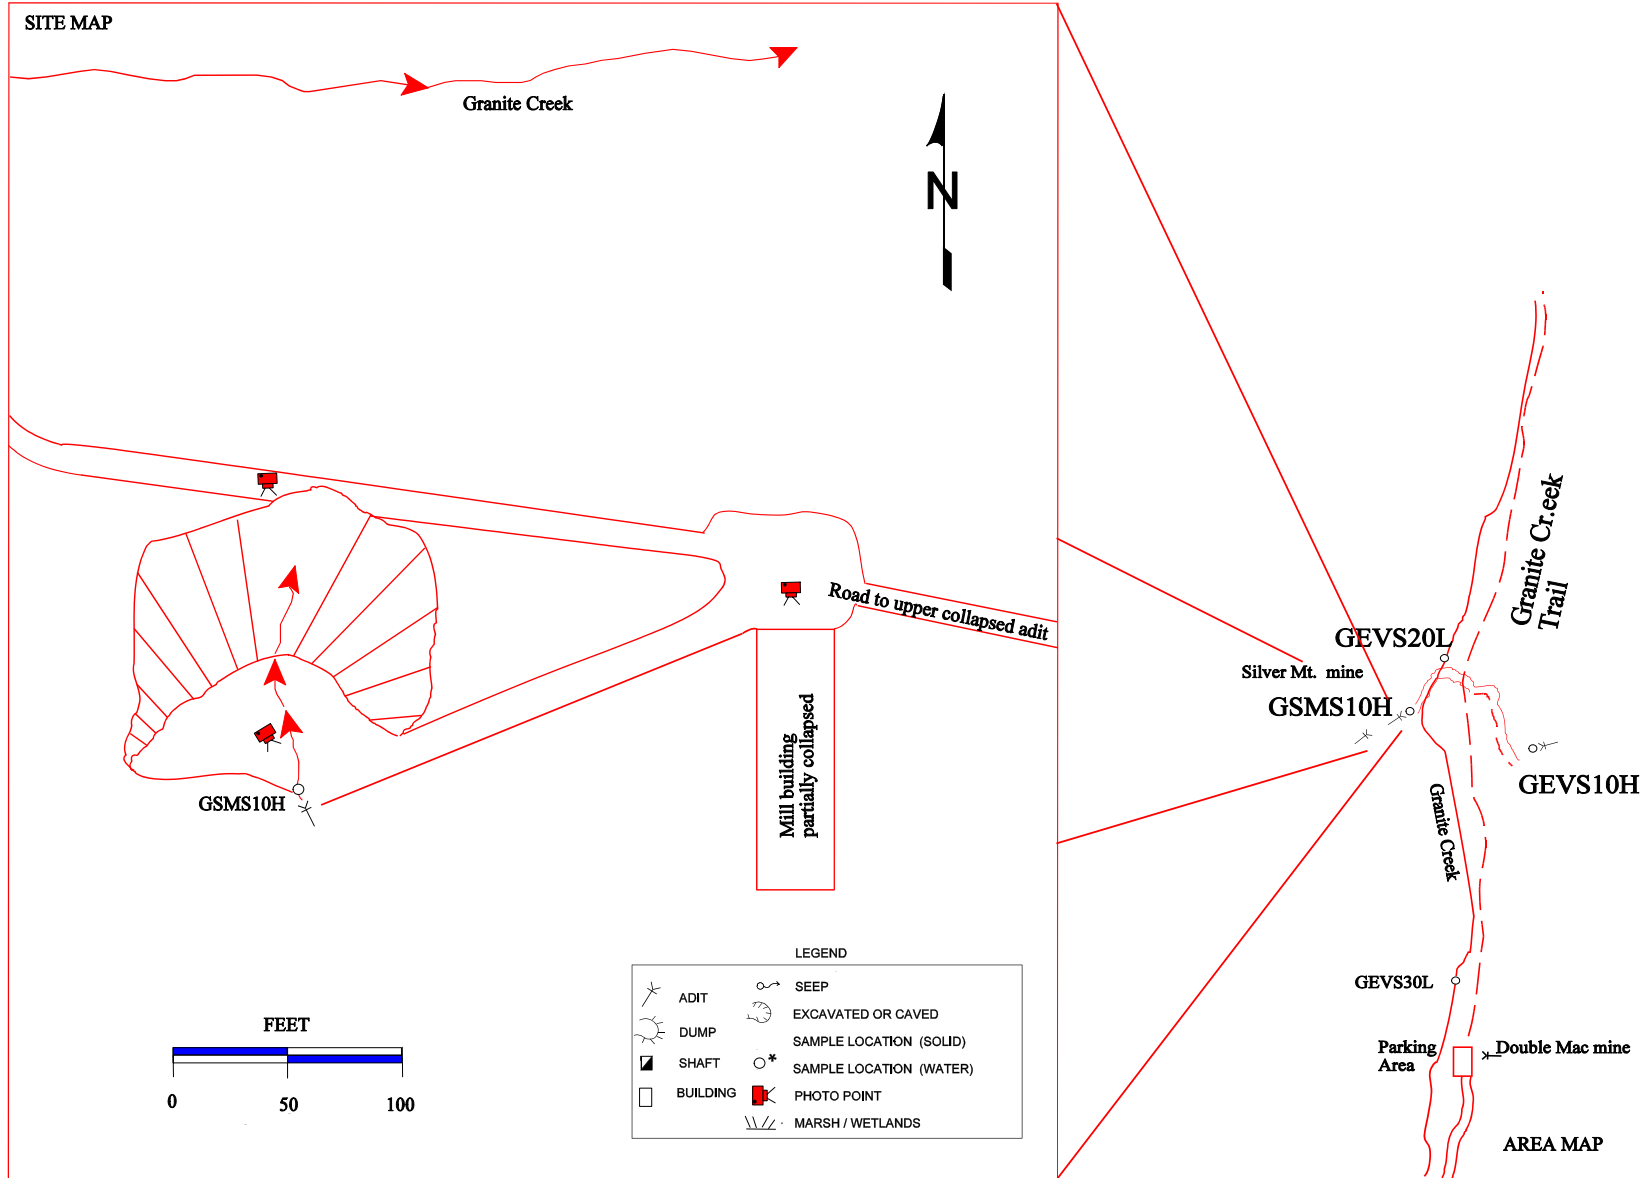 SITE MAP
Granite Creek
N
Road to upper collapsed adit
Mill building
partially collapsed
GSMS10H
FEET
0 50 100
LEGEND
ADIT
DUMP
SHAFT
BUILDING
SEEP
EXCAVATED OR CAVED
SAMPLE LOCATION (SOLID)
* SAMPLE LOCATION (WATER)
PHOTO POINT
MARSH / WETLANDS
Granite Cr.eek
Trail
GEVS20L
Silver Mt. mine
GSMS10H
GEVS10H
Granite Creek
GEVS30L
Parking
Area
Double Mac mine
AREA MAP